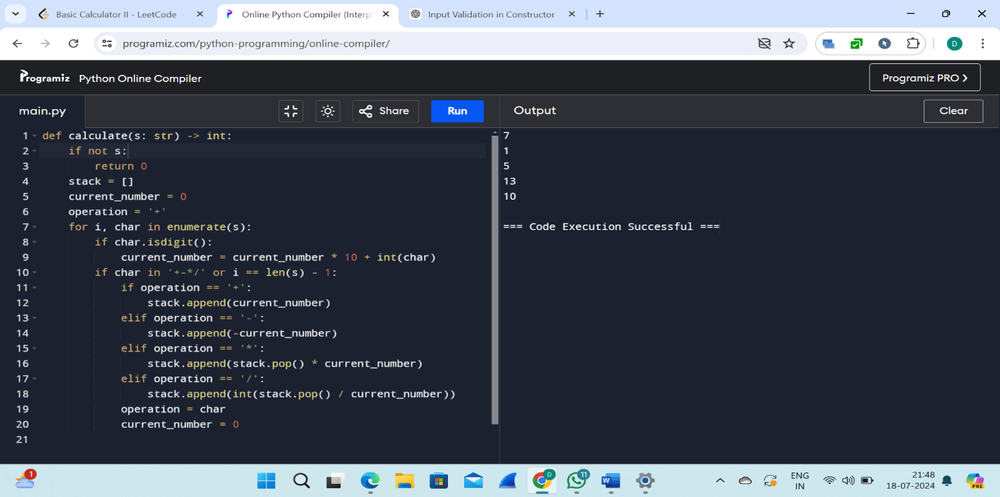 Basic Calculator II - LeetCode
Online Python Compiler (Interp
Input Validation in Constructor
programiz.com/python-programming/online-compiler/
D
Programiz Python Online Compiler
Programiz PRO ❯
main.py
Share
Run
Output
Clear
1 def calculate(s: str) -> int:
2     if not s:
3         return 0
4     stack = []
5     current_number = 0
6     operation = '+'
7     for i, char in enumerate(s):
8         if char.isdigit():
9             current_number = current_number * 10 + int(char)
10         if char in '+-*/' or i == len(s) - 1:
11             if operation == '+':
12                 stack.append(current_number)
13             elif operation == '-':
14                 stack.append(-current_number)
15             elif operation == '*':
16                 stack.append(stack.pop() * current_number)
17             elif operation == '/':
18                 stack.append(int(stack.pop() / current_number))
19             operation = char
20             current_number = 0
21
7
1
5
13
10
=== Code Execution Successful ===
1
D
11
W
ENG
IN
21:48
18-07-2024
PRE